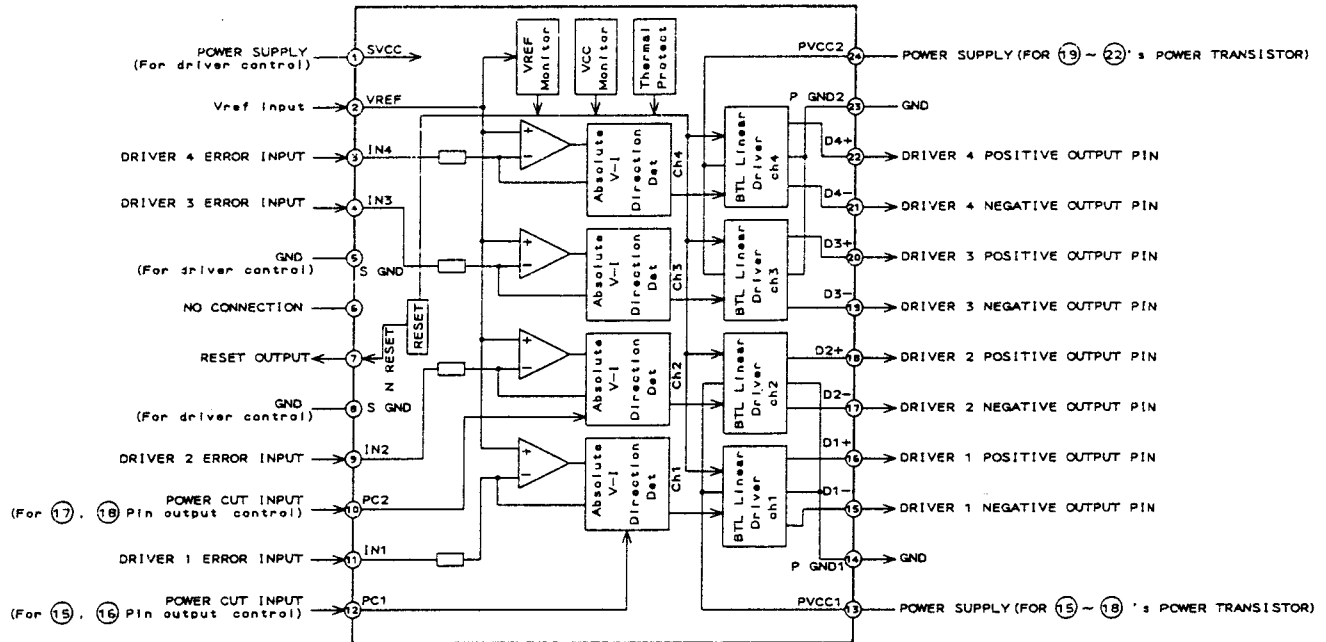 POWER SUPPLY
(For driver control)
1
SVCC
Vref input
2
VREF
DRIVER 4 ERROR INPUT
3
IN4
DRIVER 3 ERROR INPUT
4
IN3
GND
(For driver control)
5
S GND
NO CONNECTION
6
RESET OUTPUT
7
N RESET
RESET
GND
(For driver control)
8
S GND
DRIVER 2 ERROR INPUT
9
IN2
POWER CUT INPUT
(For 17, 18 Pin output control)
10
PC2
DRIVER 1 ERROR INPUT
11
IN1
POWER CUT INPUT
(For 15, 16 Pin output control)
12
PC1
VREF
Monitor
VCC
Monitor
Thermal
Protect
+
−
Absolute
V-I
Direction
Det
Ch4
+
−
Absolute
V-I
Direction
Det
Ch3
+
−
Absolute
V-I
Direction
Det
Ch2
+
−
Absolute
V-I
Direction
Det
Ch1
BTL Linear
Driver
ch4
BTL Linear
Driver
ch3
BTL Linear
Driver
ch2
BTL Linear
Driver
ch1
PVCC2
24
POWER SUPPLY (FOR 19 ~ 22's POWER TRANSISTOR)
P GND2
23
GND
D4+
22
DRIVER 4 POSITIVE OUTPUT PIN
D4-
21
DRIVER 4 NEGATIVE OUTPUT PIN
D3+
20
DRIVER 3 POSITIVE OUTPUT PIN
D3-
19
DRIVER 3 NEGATIVE OUTPUT PIN
D2+
18
DRIVER 2 POSITIVE OUTPUT PIN
D2-
17
DRIVER 2 NEGATIVE OUTPUT PIN
D1+
16
DRIVER 1 POSITIVE OUTPUT PIN
D1-
15
DRIVER 1 NEGATIVE OUTPUT PIN
P GND1
14
GND
PVCC1
13
POWER SUPPLY (FOR 15 ~ 18 's POWER TRANSISTOR)